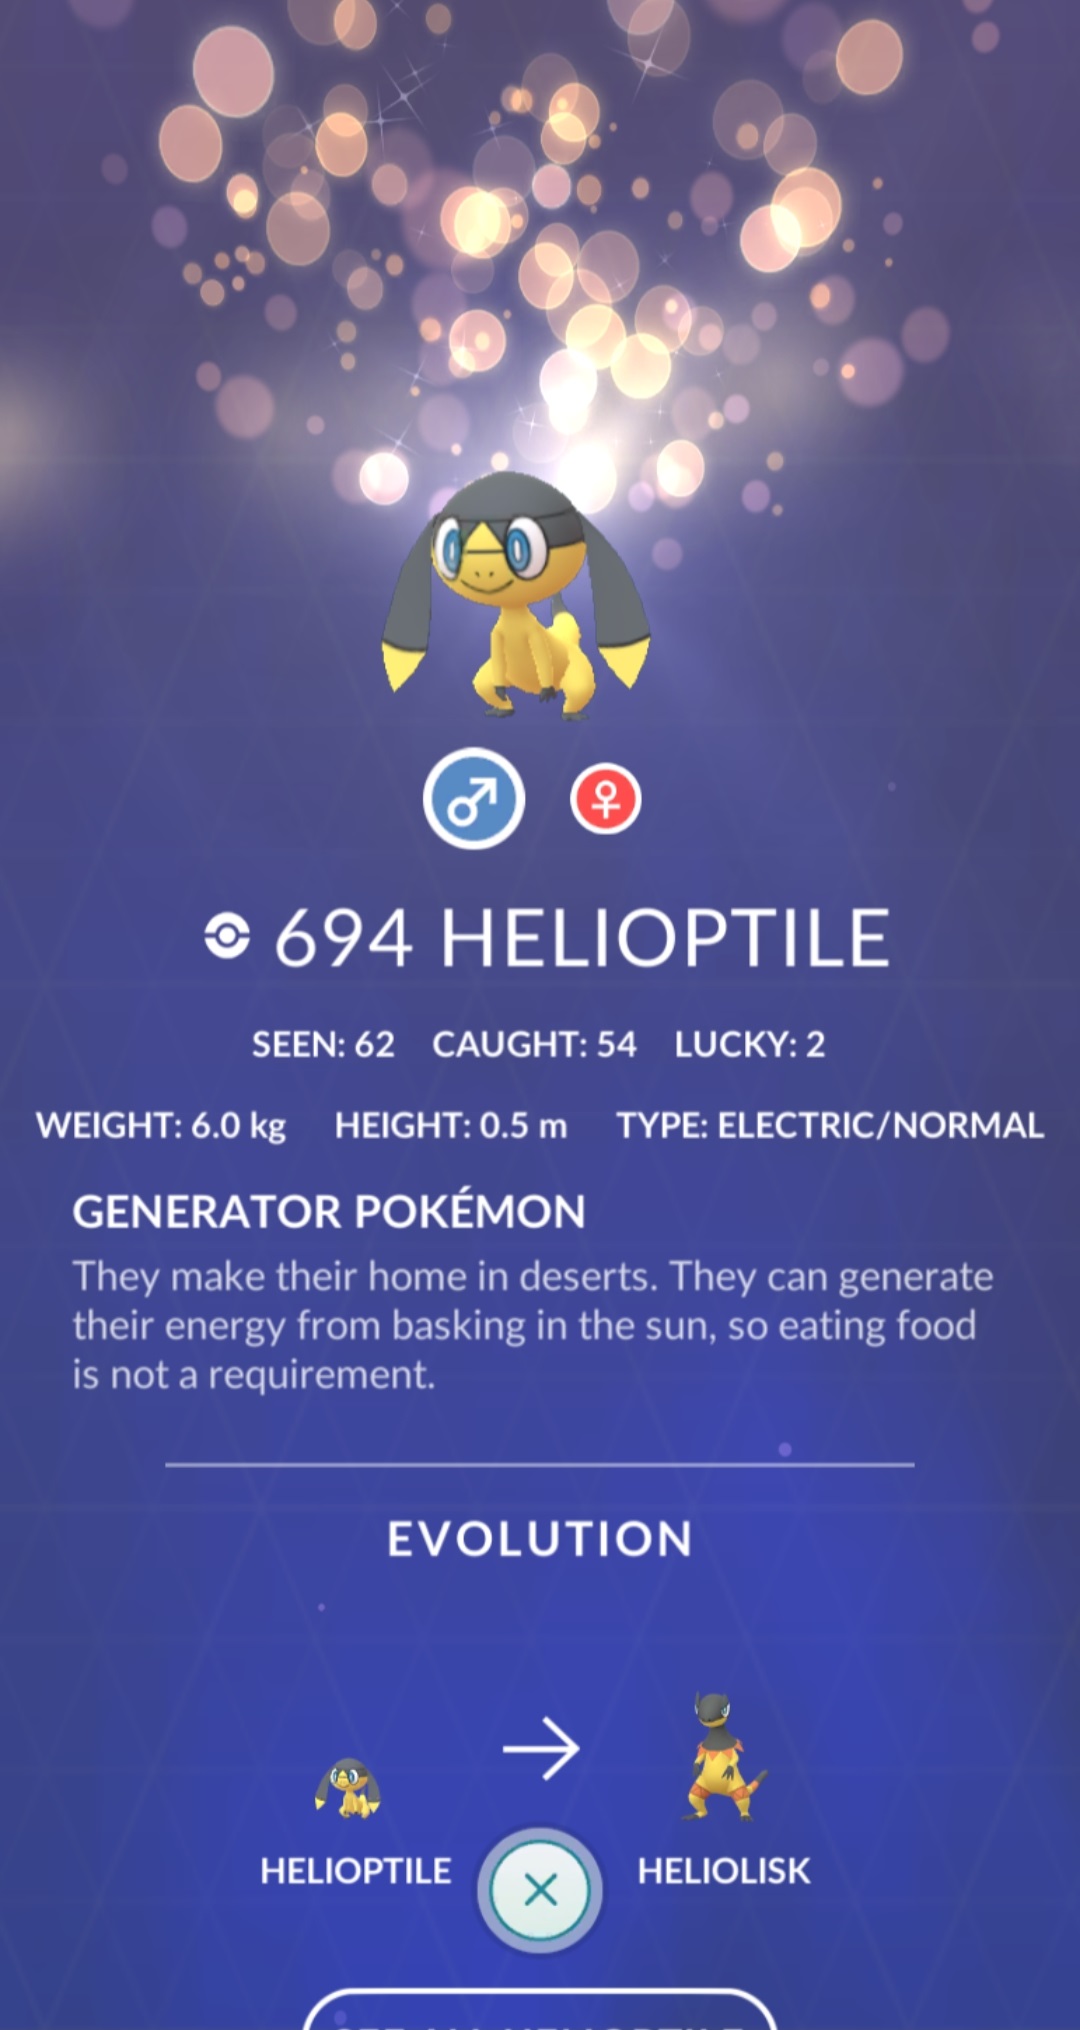 694 HELIOPTILE
SEEN: 62 CAUGHT: 54 LUCKY: 2
WEIGHT: 6.0 kg HEIGHT: 0.5 m TYPE: ELECTRIC/NORMAL
GENERATOR POKÉMON
They make their home in deserts. They can generate
their energy from basking in the sun, so eating food
is not a requirement.
EVOLUTION
HELIOPTILE HELIOLISK